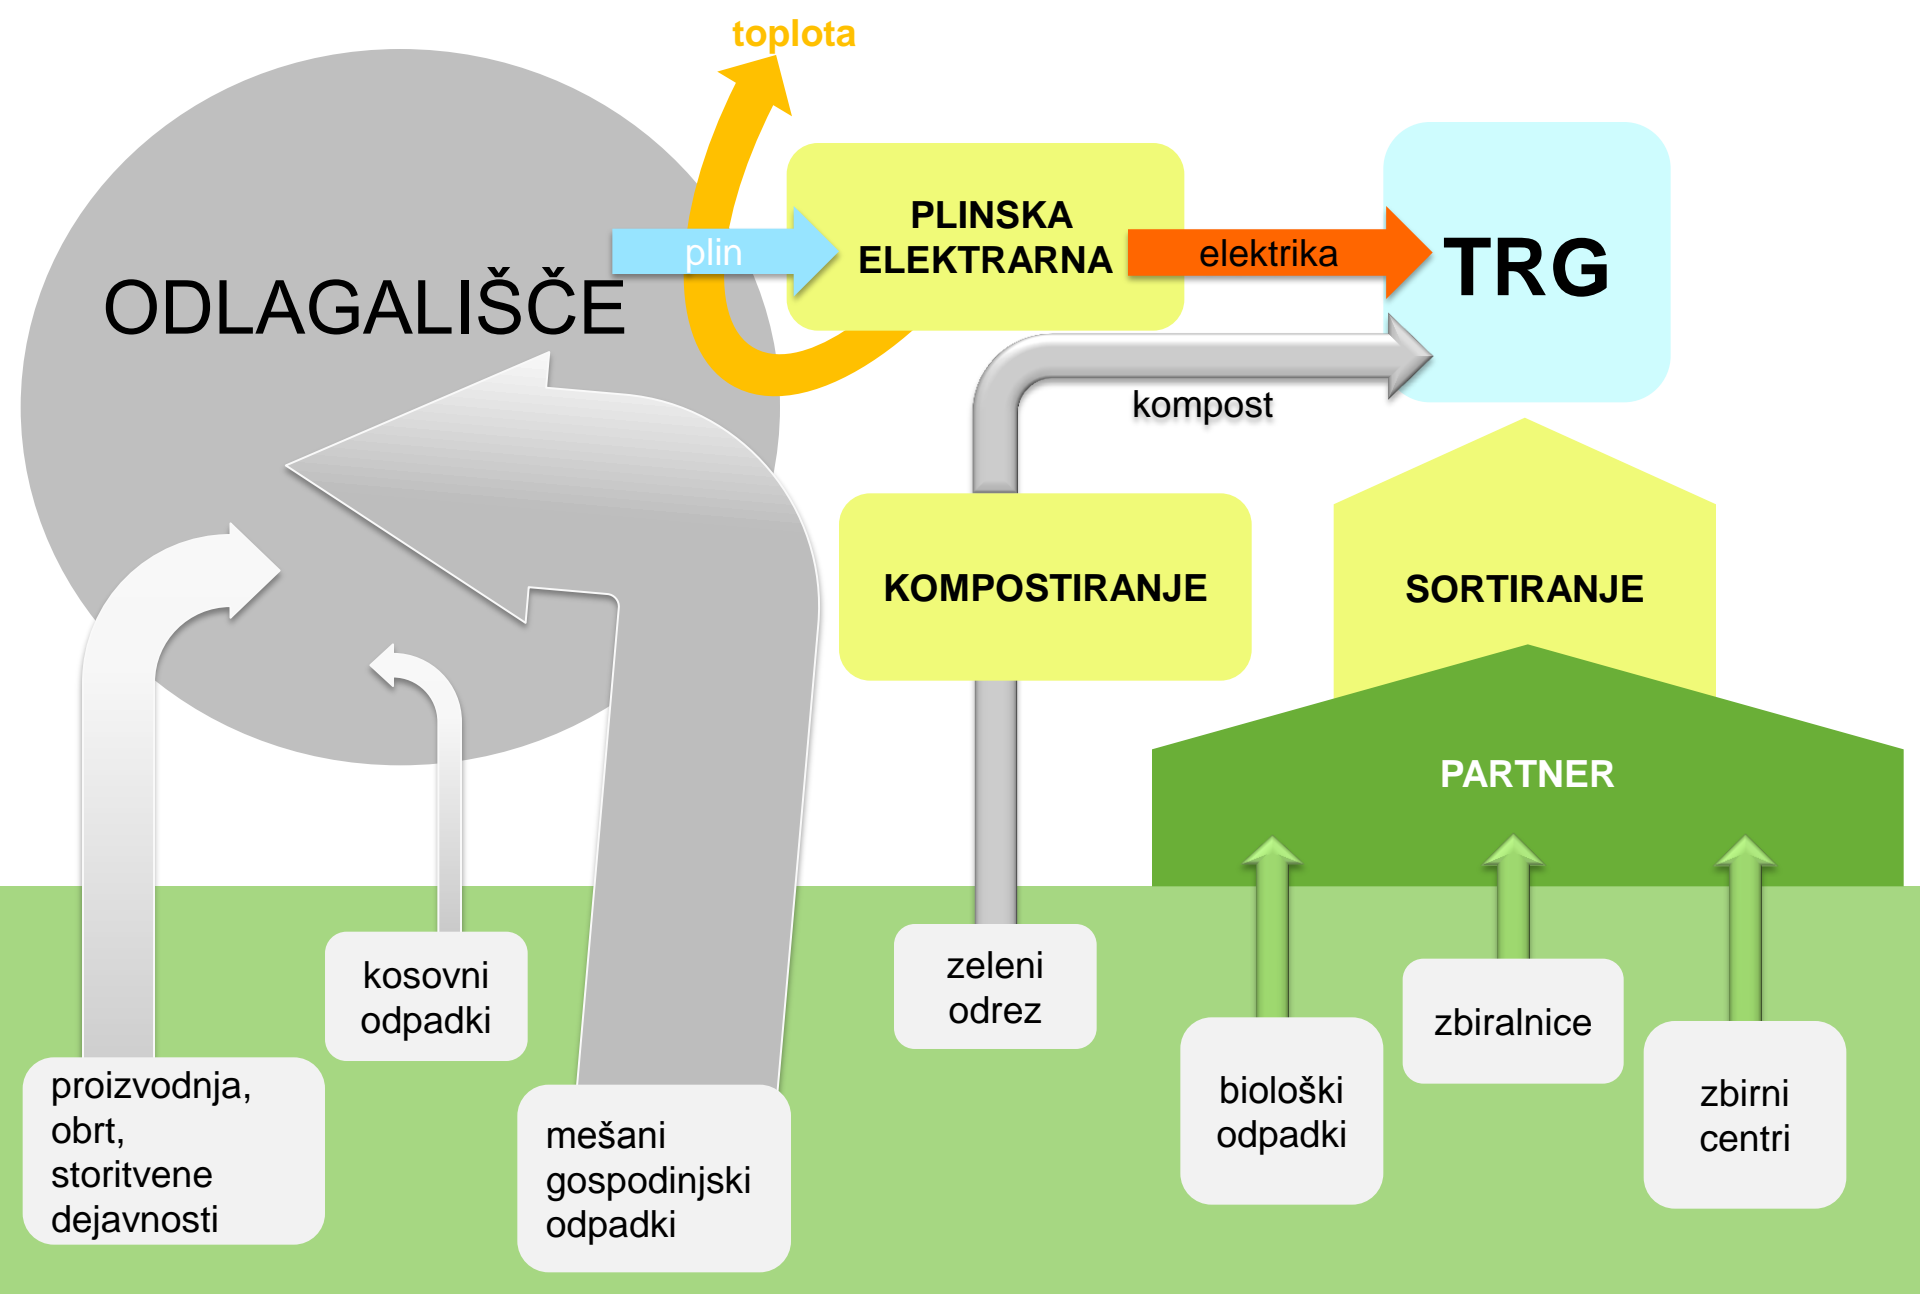 toplota
PLINSKA
ELEKTRARNA
plin
elektrika
TRG
ODLAGALIŠČE
kompost
KOMPOSTIRANJE
SORTIRANJE
PARTNER
kosovni
odpadki
zeleni
odrez
zbiralnice
proizvodnja,
obrt,
storitvene
dejavnosti
mešani
gospodinjski
odpadki
biološki
odpadki
zbirni
centri